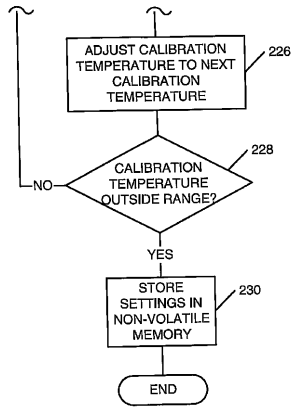 ADJUST CALIBRATION
TEMPERATURE TO NEXT
CALIBRATION
TEMPERATURE
226
CALIBRATION
TEMPERATURE
OUTSIDE RANGE?
228
NO
YES
STORE
SETTINGS IN
NON-VOLATILE
MEMORY
230
END